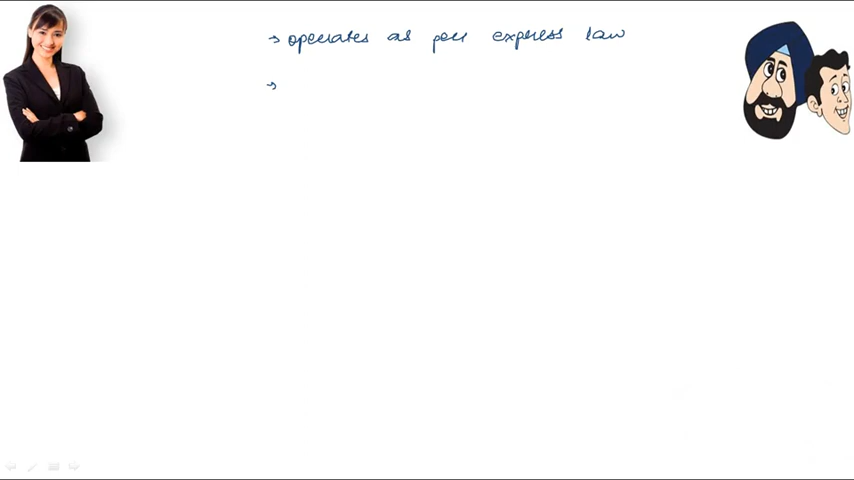 → operates as per express law
→